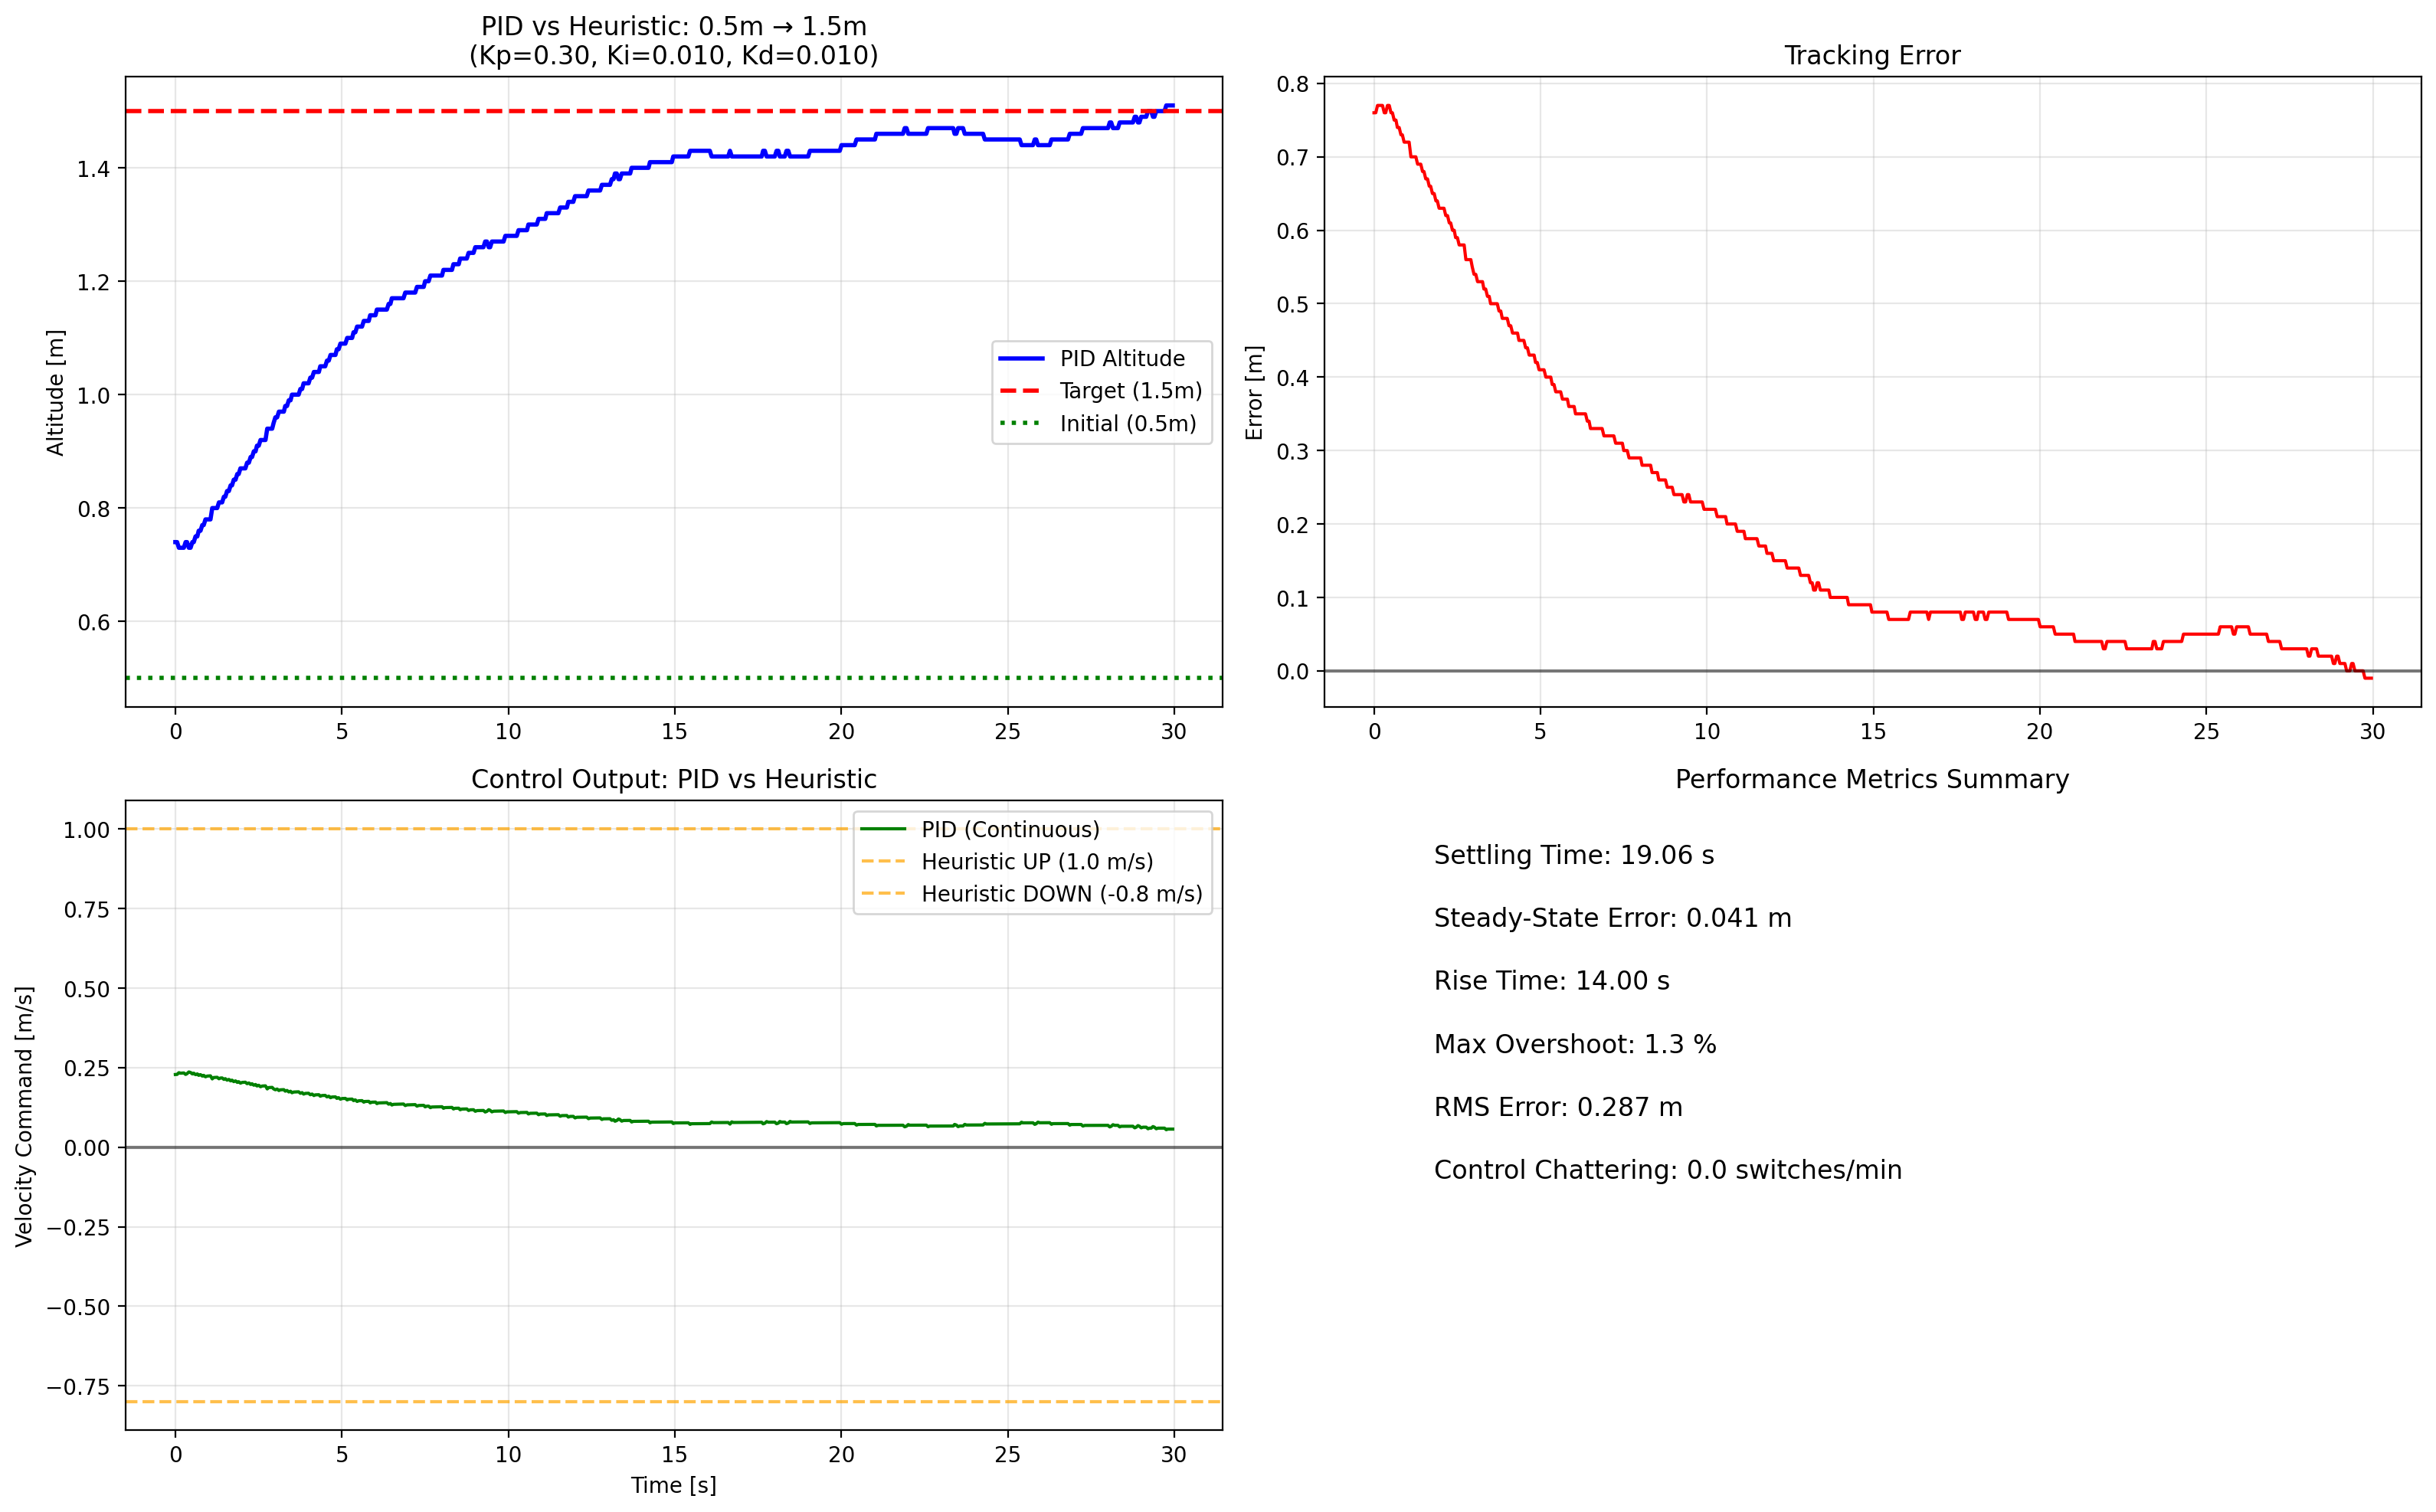 PID vs Heuristic: 0.5m → 1.5m
(Kp=0.30, Ki=0.010, Kd=0.010)
Altitude [m]
1.4
1.2
1.0
0.8
0.6
PID Altitude
Target (1.5m)
Initial (0.5m)
0 5 10 15 20 25 30
Tracking Error
Error [m]
0.8
0.7
0.6
0.5
0.4
0.3
0.2
0.1
0.0
0 5 10 15 20 25 30
Control Output: PID vs Heuristic
Velocity Command [m/s]
1.00
0.75
0.50
0.25
0.00
−0.25
−0.50
−0.75
PID (Continuous)
Heuristic UP (1.0 m/s)
Heuristic DOWN (-0.8 m/s)
0 5 10 15 20 25 30
Time [s]
Performance Metrics Summary
Settling Time: 19.06 s
Steady-State Error: 0.041 m
Rise Time: 14.00 s
Max Overshoot: 1.3 %
RMS Error: 0.287 m
Control Chattering: 0.0 switches/min